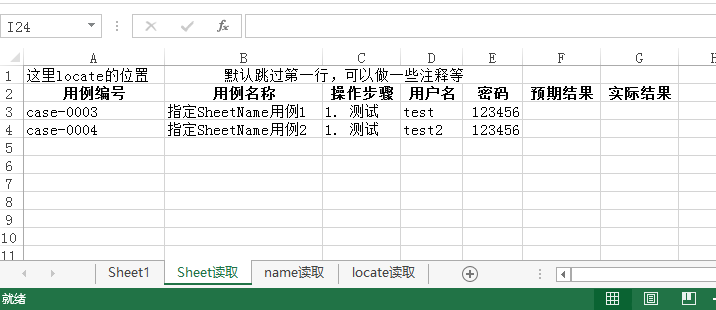 I24
fx
A B C D E F G H
1 这里locate的位置 默认跳过第一行，可以做一些注释等
2 用例编号 用例名称 操作步骤 用户名 密码 预期结果 实际结果
3 case-0003 指定SheetName用例1 1. 测试 test 123456
4 case-0004 指定SheetName用例2 1. 测试 test2 123456
5
6
7
8
9
10
11
Sheet1 Sheet读取 name读取 locate读取
就绪